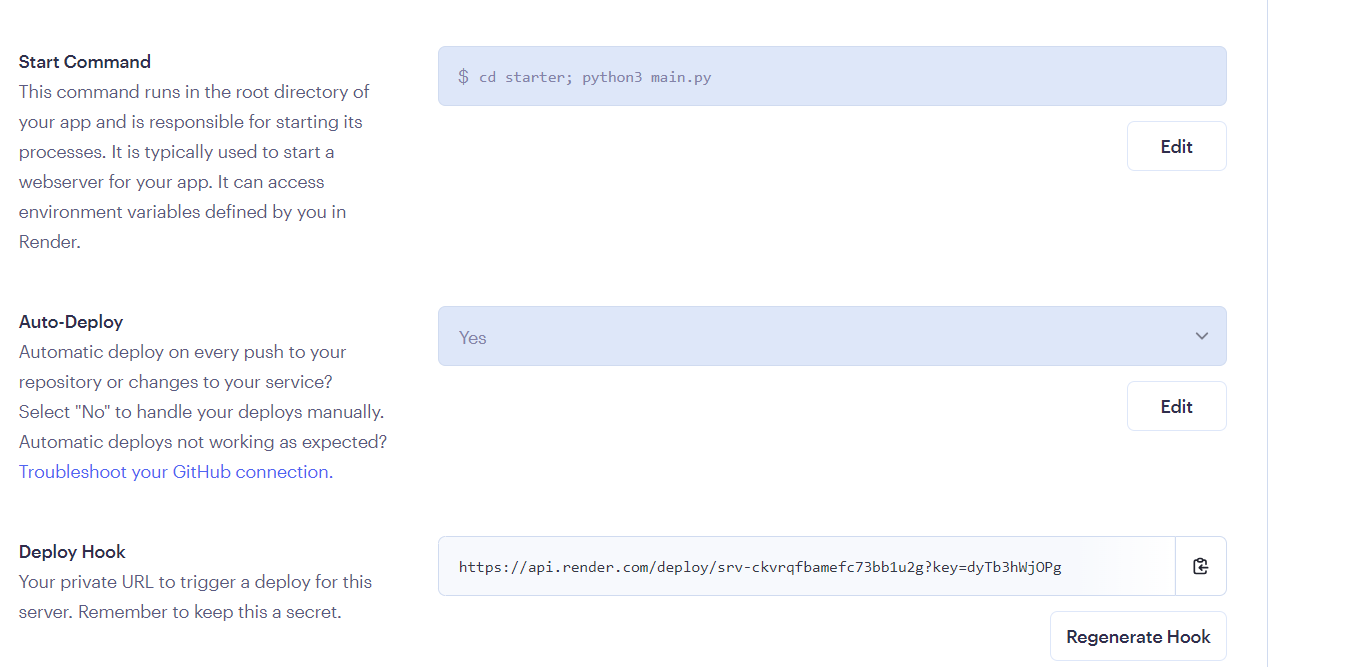 Start Command
This command runs in the root directory of
your app and is responsible for starting its
processes. It is typically used to start a
webserver for your app. It can access
environment variables defined by you in
Render.
$ cd starter; python3 main.py
Edit
Auto-Deploy
Automatic deploy on every push to your
repository or changes to your service?
Select "No" to handle your deploys manually.
Automatic deploys not working as expected?
Troubleshoot your GitHub connection.
Yes
Edit
Deploy Hook
Your private URL to trigger a deploy for this
server. Remember to keep this a secret.
https://api.render.com/deploy/srv-ckvrqfbamefc73bb1u2g?key=dyTb3hWjOPg
Regenerate Hook